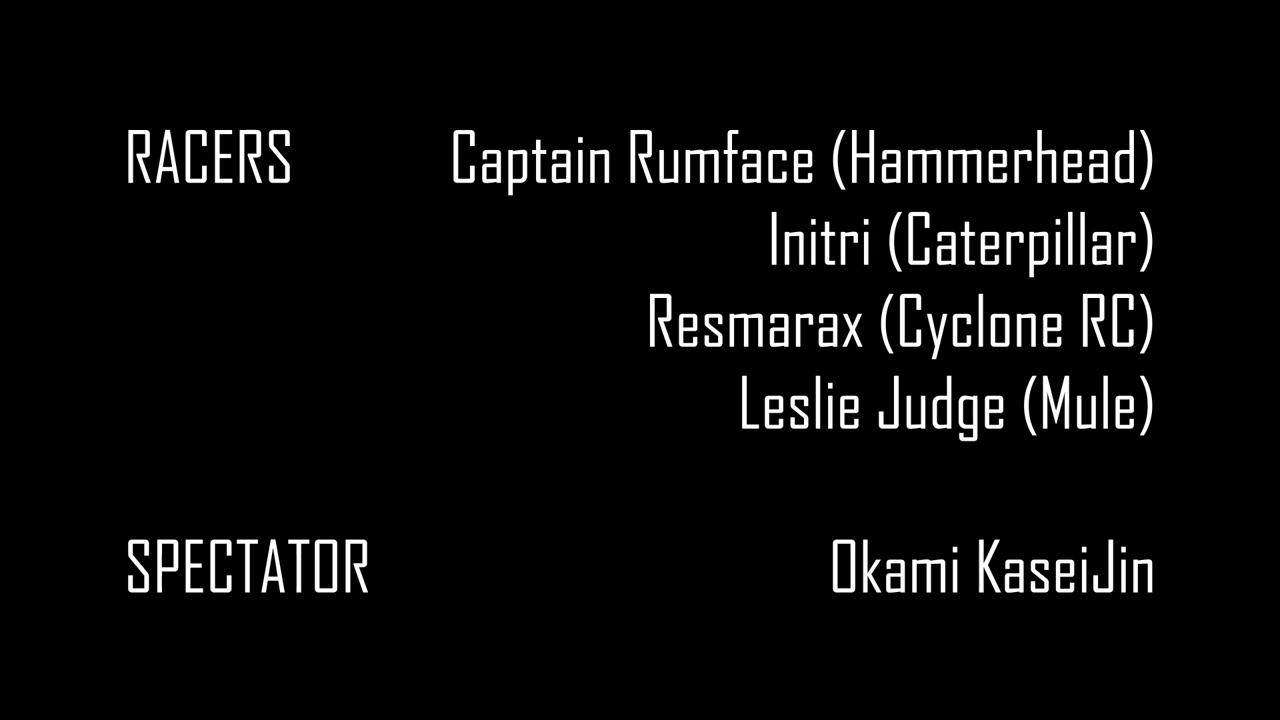 RACERS Captain Rumface (Hammerhead)
Initri (Caterpillar)
Resmarax (Cyclone RC)
Leslie Judge (Mule)
SPECTATOR Okami KaseiJin